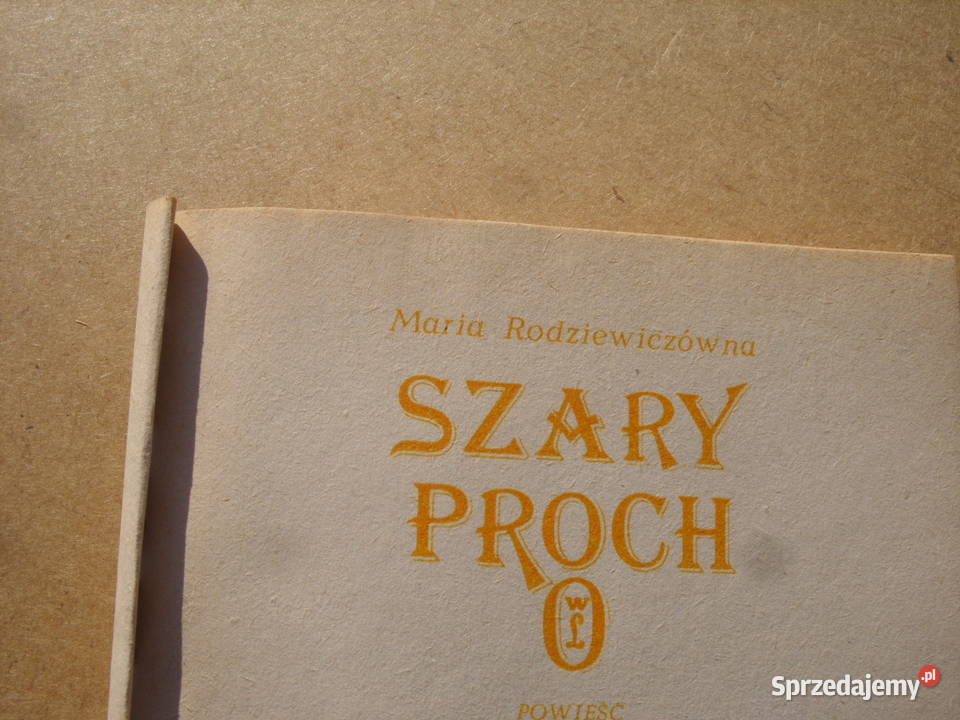 Maria Rodziewiczówna
SZARY
PROCH
WL
POWIEŚĆ
Sprzedajemy.pl